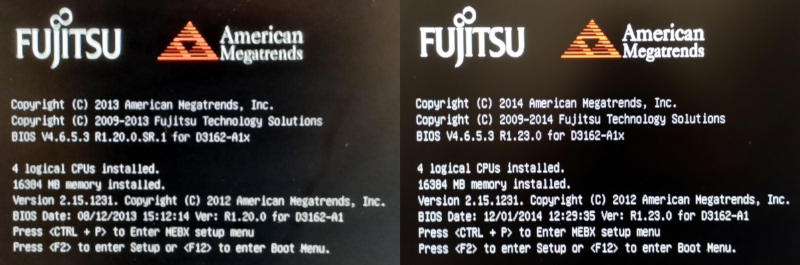 FUJITSU
American
Megatrends
Copyright (C) 2013 American Megatrends, Inc.
Copyright (C) 2009-2013 Fujitsu Technology Solutions
BIOS V4.6.5.3 R1.20.0.SR.1 for D3162-A1x
4 logical CPUs installed.
16384 MB memory installed.
Version 2.15.1231. Copyright (C) 2012 American Megatrends, Inc.
BIOS Date: 08/12/2013 15:12:14 Ver: R1.20.0 for D3162-A1
Press <CTRL + P> to Enter MEBX setup menu
Press <F2> to enter Setup or <F12> to enter Boot Menu.
FUJITSU
American
Megatrends
Copyright (C) 2014 American Megatrends, Inc.
Copyright (C) 2009-2014 Fujitsu Technology Solutions
BIOS V4.6.5.3 R1.23.0 for D3162-A1x
4 logical CPUs installed.
16384 MB memory installed.
Version 2.15.1231. Copyright (C) 2012 American Megatrends, Inc.
BIOS Date: 12/01/2014 12:29:35 Ver: R1.23.0 for D3162-A1
Press <CTRL + P> to Enter MEBX setup menu
Press <F2> to enter Setup or <F12> to enter Boot Menu.